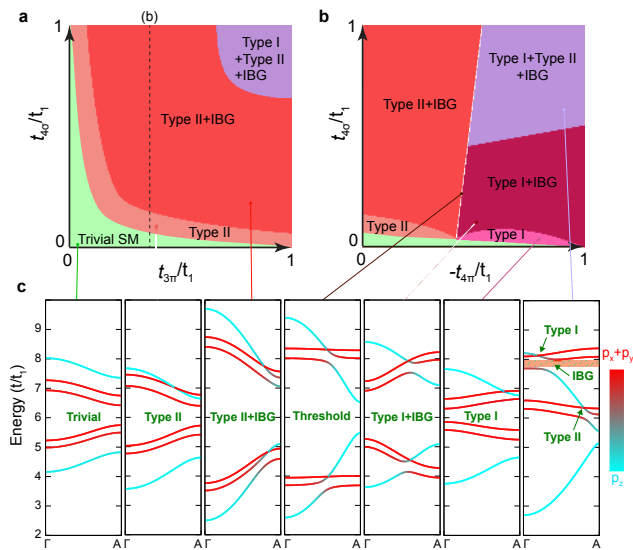 a
(b)
b
1
t4σ/t1
0
Type I
+Type II
+IBG
Type II+IBG
Type II
Trivial SM
0
t3π/t1
1
1
t4σ/t1
0
Type I+Type II
+IBG
Type II+IBG
Type I+IBG
Type II
Type I
0
-t4π/t1
1
c
Energy (t/t1)
10
9
8
7
6
5
4
3
2
Trivial
Type II
Type II+IBG
Threshold
Type I+IBG
Type I
Type I
IBG
Type II
px+py
pz
Γ A Γ A Γ A Γ A Γ A Γ A Γ A